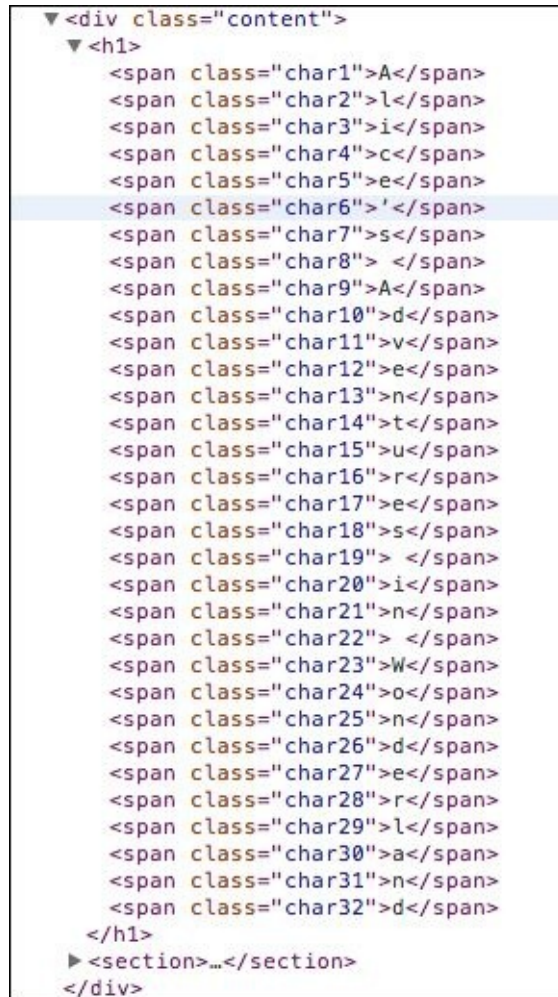 ▼<div class="content">
▼<h1>
<span class="char1">A</span>
<span class="char2">l</span>
<span class="char3">i</span>
<span class="char4">c</span>
<span class="char5">e</span>
<span class="char6">’</span>
<span class="char7">s</span>
<span class="char8"> </span>
<span class="char9">A</span>
<span class="char10">d</span>
<span class="char11">v</span>
<span class="char12">e</span>
<span class="char13">n</span>
<span class="char14">t</span>
<span class="char15">u</span>
<span class="char16">r</span>
<span class="char17">e</span>
<span class="char18">s</span>
<span class="char19"> </span>
<span class="char20">i</span>
<span class="char21">n</span>
<span class="char22"> </span>
<span class="char23">W</span>
<span class="char24">o</span>
<span class="char25">n</span>
<span class="char26">d</span>
<span class="char27">e</span>
<span class="char28">r</span>
<span class="char29">l</span>
<span class="char30">a</span>
<span class="char31">n</span>
<span class="char32">d</span>
</h1>
▶<section>…</section>
</div>